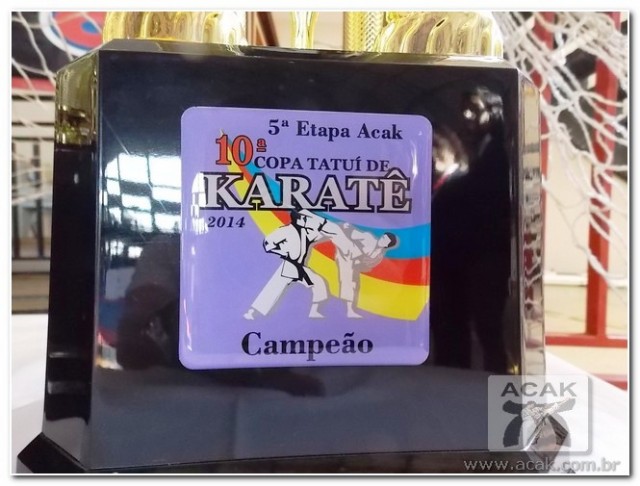 5ª Etapa Acak
10ª
COPA TATUÍ DE
KARATÊ
2014
Campeão
ACAK
www.acak.com.br